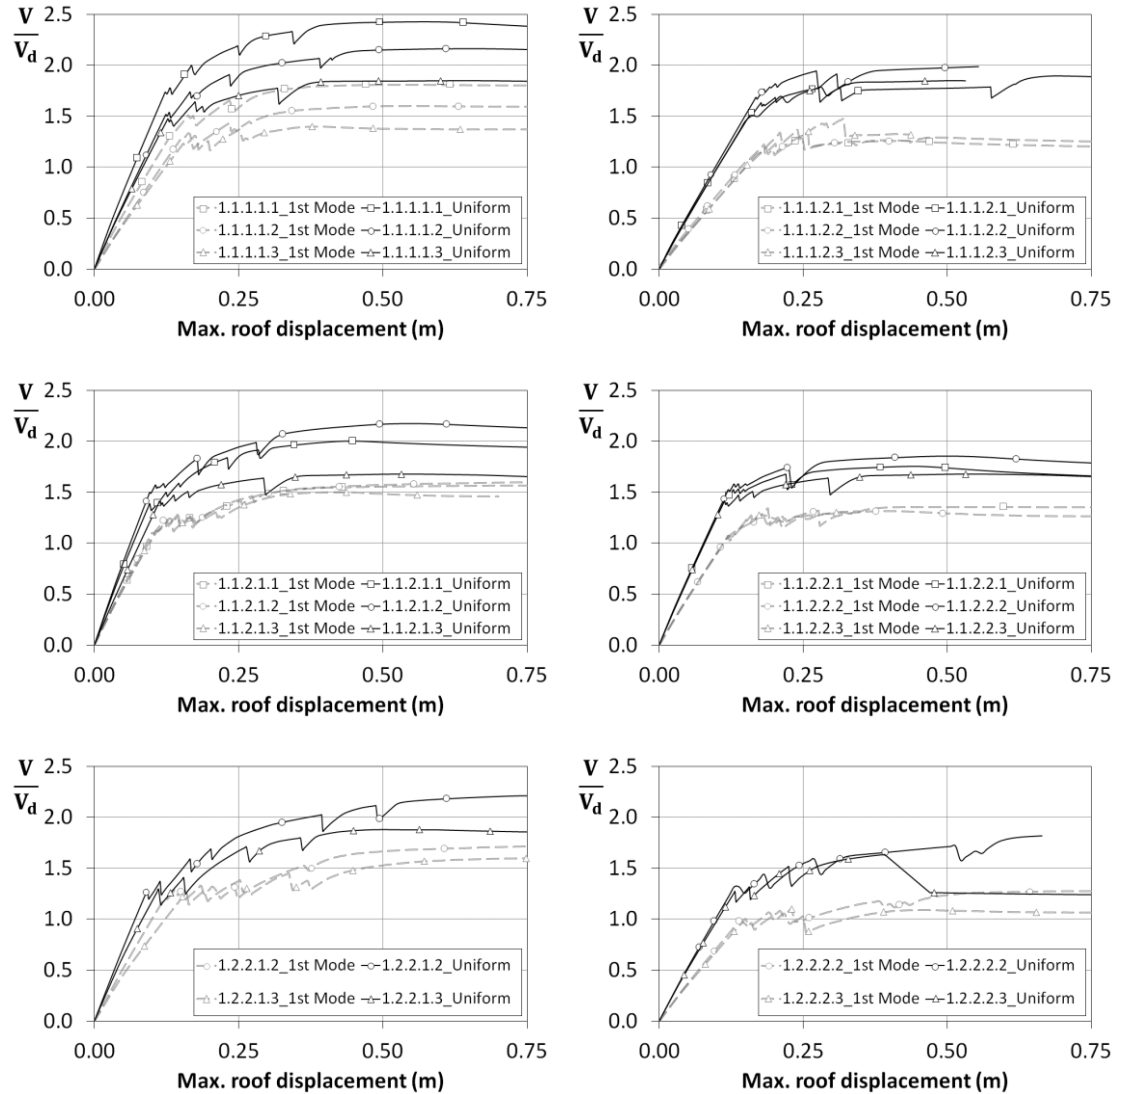 V
V_d
2.5
2.0
1.5
1.0
0.5
0.0
1.1.1.1.1_1st Mode 1.1.1.1.1_Uniform
1.1.1.1.2_1st Mode 1.1.1.1.2_Uniform
1.1.1.1.3_1st Mode 1.1.1.1.3_Uniform
0.00 0.25 0.50 0.75
Max. roof displacement (m)
V
V_d
2.5
2.0
1.5
1.0
0.5
0.0
1.1.1.2.1_1st Mode 1.1.1.2.1_Uniform
1.1.1.2.2_1st Mode 1.1.1.2.2_Uniform
1.1.1.2.3_1st Mode 1.1.1.2.3_Uniform
0.00 0.25 0.50 0.75
Max. roof displacement (m)
V
V_d
2.5
2.0
1.5
1.0
0.5
0.0
1.1.2.1.1_1st Mode 1.1.2.1.1_Uniform
1.1.2.1.2_1st Mode 1.1.2.1.2_Uniform
1.1.2.1.3_1st Mode 1.1.2.1.3_Uniform
0.00 0.25 0.50 0.75
Max. roof displacement (m)
V
V_d
2.5
2.0
1.5
1.0
0.5
0.0
1.1.2.2.1_1st Mode 1.1.2.2.1_Uniform
1.1.2.2.2_1st Mode 1.1.2.2.2_Uniform
1.1.2.2.3_1st Mode 1.1.2.2.3_Uniform
0.00 0.25 0.50 0.75
Max. roof displacement (m)
V
V_d
2.5
2.0
1.5
1.0
0.5
0.0
1.2.2.1.2_1st Mode 1.2.2.1.2_Uniform
1.2.2.1.3_1st Mode 1.2.2.1.3_Uniform
0.00 0.25 0.50 0.75
Max. roof displacement (m)
V
V_d
2.5
2.0
1.5
1.0
0.5
0.0
1.2.2.2.2_1st Mode 1.2.2.2.2_Uniform
1.2.2.2.3_1st Mode 1.2.2.2.3_Uniform
0.00 0.25 0.50 0.75
Max. roof displacement (m)